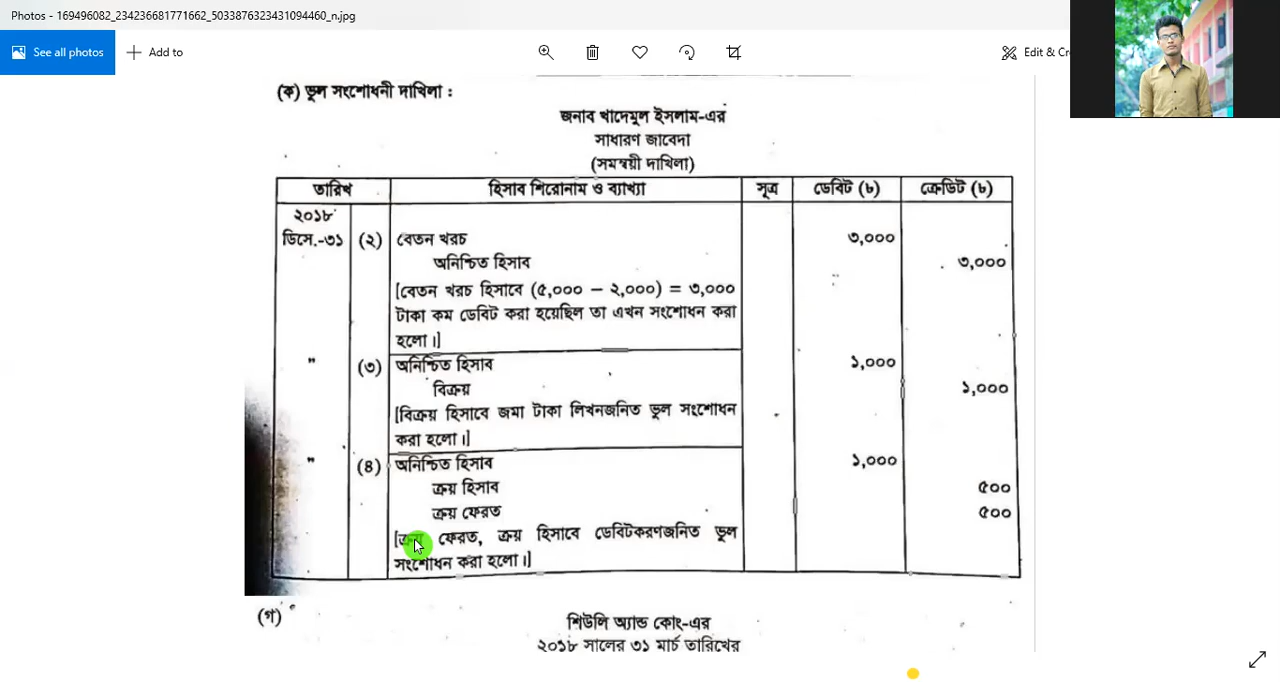 Photos - 169496082_234236681771662_5033876323431094460_n.jpg
See all photos
Add to
Edit & Cr
(ক) ভুল সংশোধনী দাখিলা :
জনাব খাদেমুল ইসলাম-এর
সাধারণ জাবেদা
(সমন্বয়ী দাখিলা)
তারিখ হিসাব শিরোনাম ও ব্যাখ্যা সূত্র ডেবিট (৳) ক্রেডিট (৳)
২০১৮
ডিসে.-৩১ (২) বেতন খরচ ৩,০০০
অনিশ্চিত হিসাব ৩,০০০
[বেতন খরচ হিসাবে (৫,০০০ − ২,০০০) = ৩,০০০
টাকা কম ডেবিট করা হয়েছিল তা এখন সংশোধন করা
হলো।]
" (৩) অনিশ্চিত হিসাব ১,০০০
বিক্রয় ১,০০০
[বিক্রয় হিসাবে জমা টাকা লিখনজনিত ভুল সংশোধন
করা হলো।]
" (৪) অনিশ্চিত হিসাব ১,০০০
ক্রয় হিসাব ৫০০
ক্রয় ফেরত ৫০০
[ক্রয় ফেরত, ক্রয় হিসাবে ডেবিটকরণজনিত ভুল
সংশোধন করা হলো।]
(গ)
শিউলি অ্যান্ড কোং-এর
২০১৮ সালের ৩১ মার্চ তারিখের